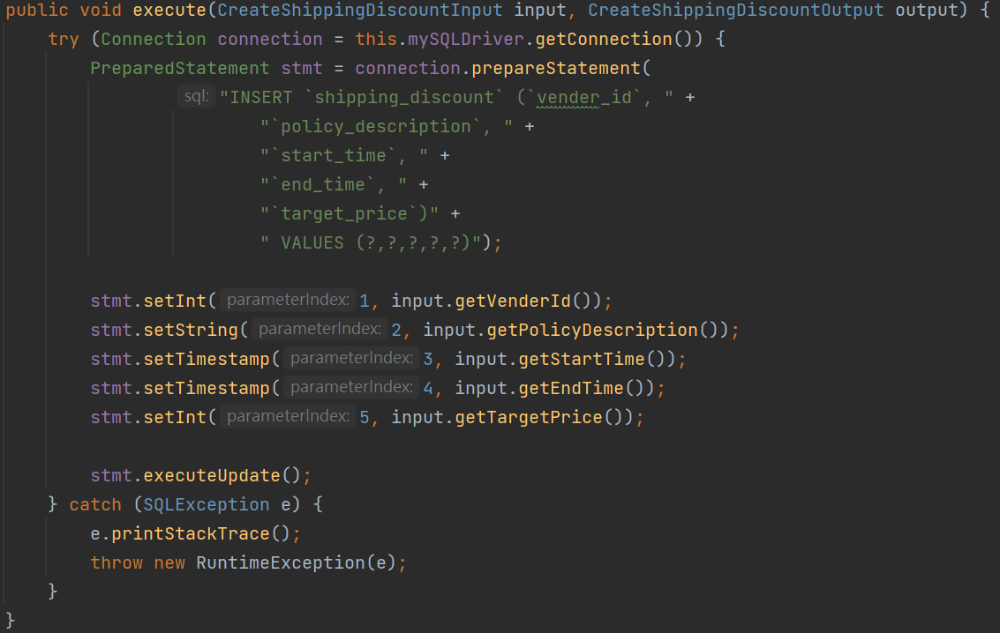 public void execute(CreateShippingDiscountInput input, CreateShippingDiscountOutput output) {
try (Connection connection = this.mySQLDriver.getConnection()) {
PreparedStatement stmt = connection.prepareStatement(
sql: "INSERT `shipping_discount` (`vender_id`, " +
"`policy_description`, " +
"`start_time`, " +
"`end_time`, " +
"`target_price`)" +
" VALUES (?,?,?,?,?)");
stmt.setInt( parameterIndex: 1, input.getVenderId());
stmt.setString( parameterIndex: 2, input.getPolicyDescription());
stmt.setTimestamp( parameterIndex: 3, input.getStartTime());
stmt.setTimestamp( parameterIndex: 4, input.getEndTime());
stmt.setInt( parameterIndex: 5, input.getTargetPrice());
stmt.executeUpdate();
} catch (SQLException e) {
e.printStackTrace();
throw new RuntimeException(e);
}
}